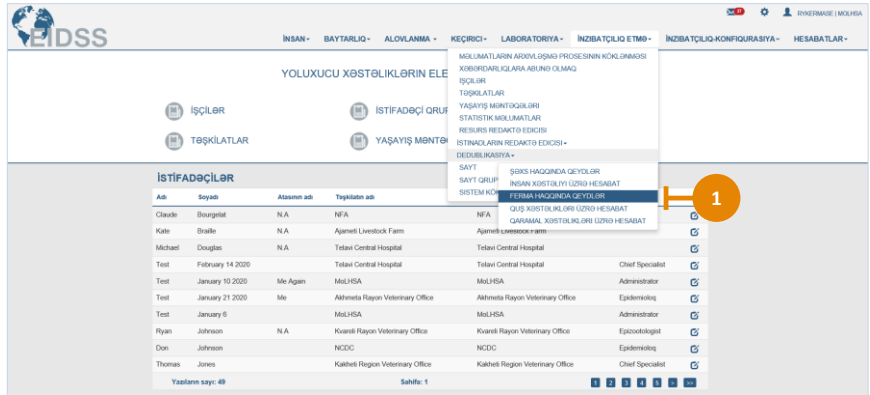 21 RYKERMASE | MOLHSA
EIDSS
İNSAN BAYTARLIQ ALOVLANMA KEÇIRICI LABORATORIYA İNZIBATÇILIQ ETMƏ İNZIBATÇILIQ-KONFIQURASIYA HESABATLAR
YOLUXUCU XƏSTƏLIKLƏRIN ELE
MƏLUMATLARIN ARXIVLƏŞMƏ PROSESININ KÖKLƏNMƏSI
XƏBƏRDARLIQLARA ABUNƏ OLMAQ
IŞÇILƏR
TƏŞKILATLAR
YAŞAYIŞ MƏNTƏQƏLƏRI
STATISTIK MƏLUMATLAR
RESURS REDAKTƏ EDICISI
İSTINADLARIN REDAKTƏ EDICISI
DEDUBLIKASIYA
SAYT
SAYT QRUP
SISTEM KÖK
ŞƏXS HAQQINDA QEYDLƏR
İNSAN XƏSTƏLIYI ÜZRƏ HESABAT
FERMA HAQQINDA QEYDLƏR
QUŞ XƏSTƏLIKLƏRI ÜZRƏ HESABAT
QARAMAL XƏSTƏLIKLƏRI ÜZRƏ HESABAT
1
İŞÇILƏR İSTIFADƏÇI QRUP
TƏŞKILATLAR YAŞAYIŞ MƏNTƏ
İSTİFADƏÇİLƏR
Adı Soyadı Atasının adı Təşkilatın adı
Claude Bourgelat N.A NFA NFA
Kate Braille N.A Ajameti Livestock Farm Ajameti Livestock Farm
Michael Douglas N.A Telavi Central Hospital Telavi Central Hospital
Test February 14 2020 Telavi Central Hospital Telavi Central Hospital Chief Specialist
Test January 10 2020 Me Again MoLHSA MoLHSA Administrator
Test January 21 2020 Me Akhmeta Rayon Veterinary Office Akhmeta Rayon Veterinary Office Epidemioloq
Test January 6 MoLHSA MoLHSA Administrator
Ryan Johnson N.A Kvareli Rayon Veterinary Office Kvareli Rayon Veterinary Office Epizootologist
Don Johnson NCDC NCDC Epidemioloq
Thomas Jones Kakheti Region Veterinary Office Kakheti Region Veterinary Office Chief Specialist
Yazıların sayı: 49 Səhifə: 1 1 2 3 4 5 > >>